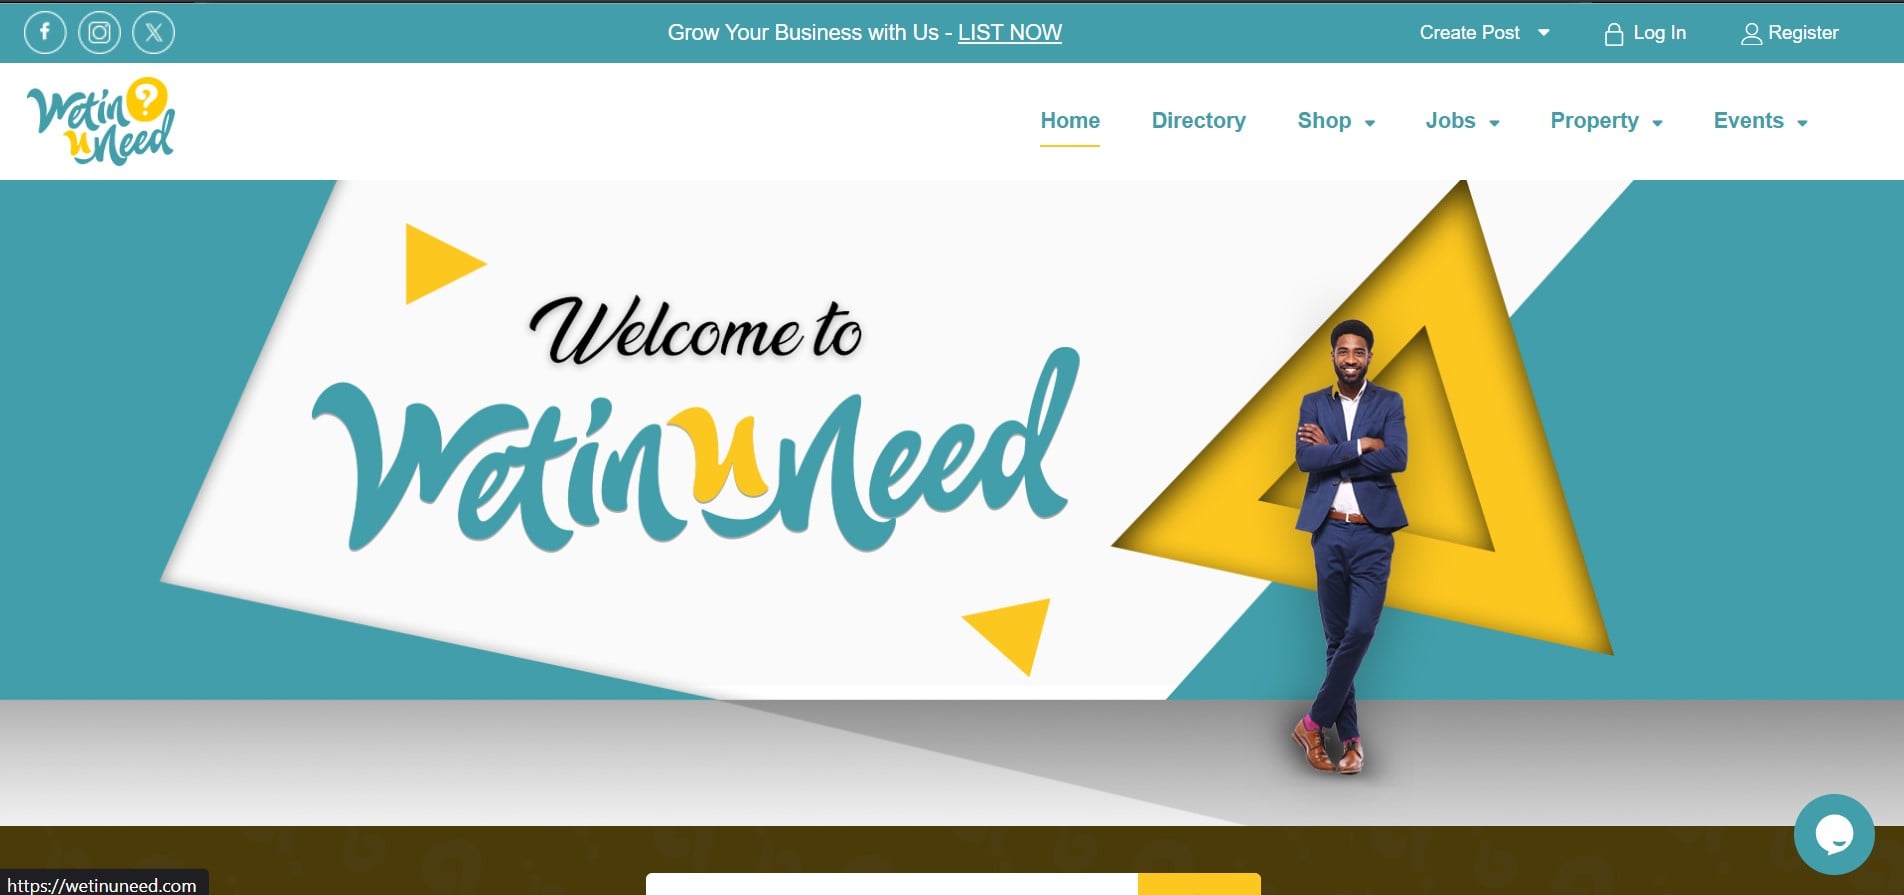 Grow Your Business with Us - LIST NOW
Create Post
Log In
Register
Wetin?
uNeed
Home
Directory
Shop
Jobs
Property
Events
Welcome to
WetinuNeed
https://wetinuneed.com